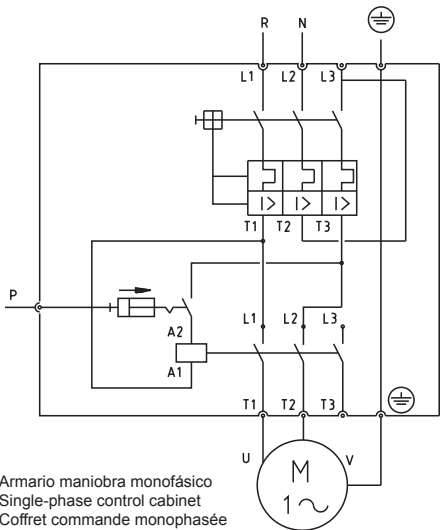 R N
L1 L2 L3
I> I> I>
T1 T2 T3
P
A2
L1 L2 L3
A1
T1 T2 T3
U V
M
1~
Armario maniobra monofásico
Single-phase control cabinet
Coffret commande monophasée